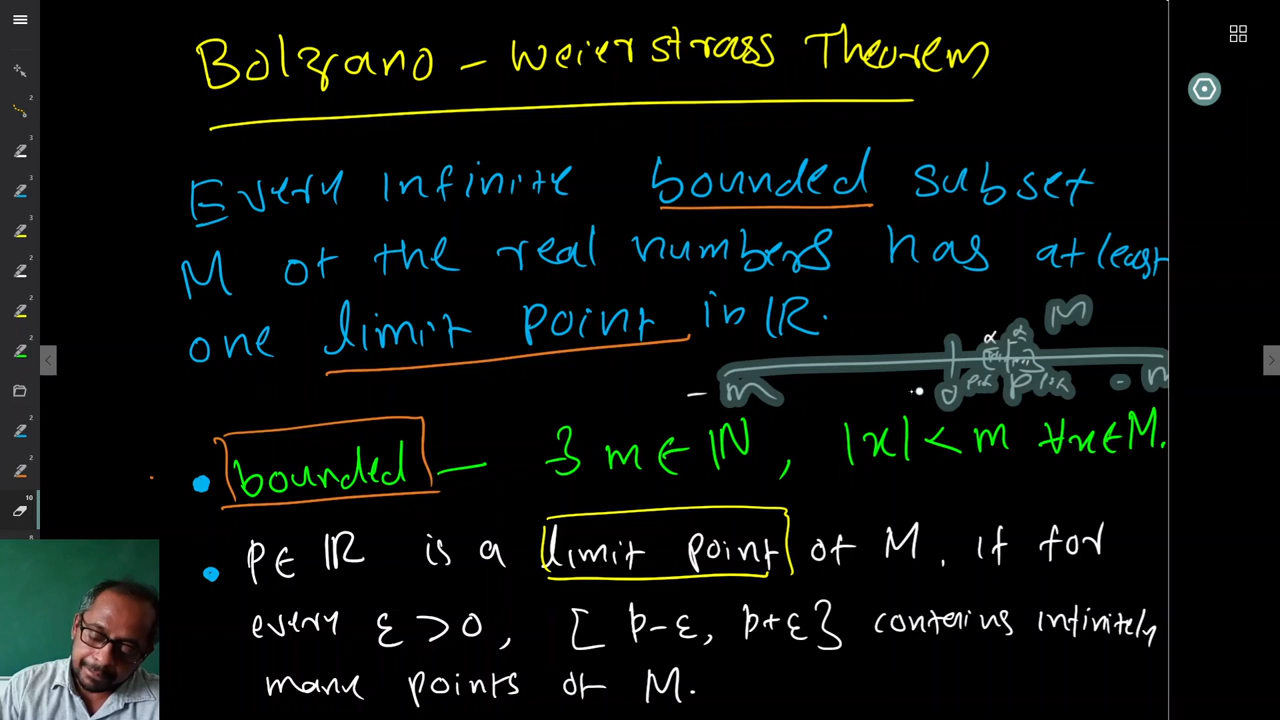 Bolzano - Weierstrass Theorem
Every infinite bounded subset
M of the real numbers has atleast
one limit point in ℝ.
M
bounded — ∃ m ∈ ℕ, |x| < m ∀x∈M.
p ∈ ℝ is a limit point of M, if for
every ε > 0, [p-ε, p+ε] contains infinitely
many points of M.